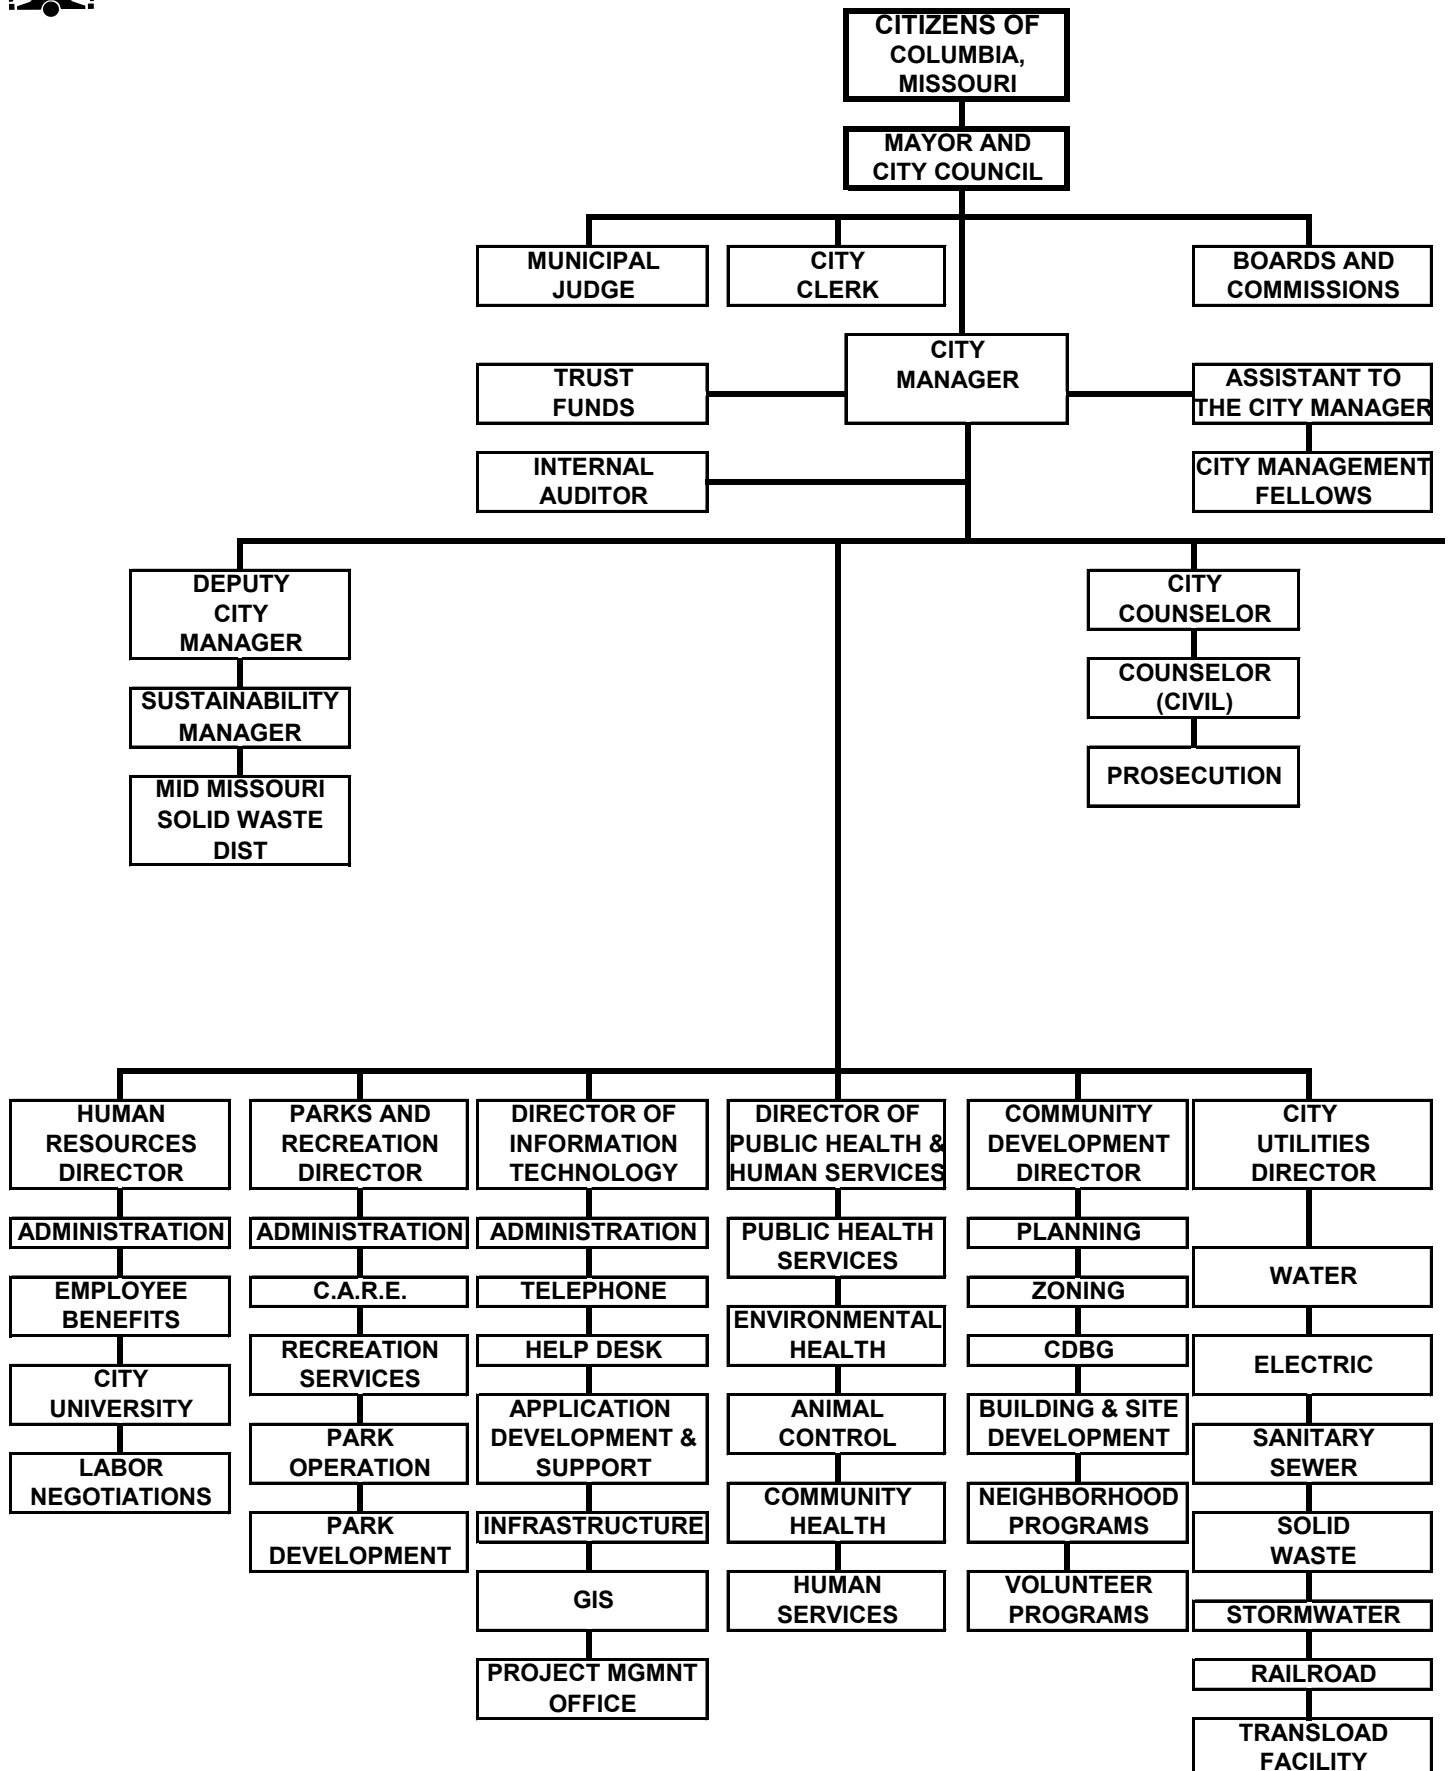 CITIZENS OF
COLUMBIA,
MISSOURI
MAYOR AND
CITY COUNCIL
MUNICIPAL
JUDGE
CITY
CLERK
BOARDS AND
COMMISSIONS
CITY
MANAGER
TRUST
FUNDS
ASSISTANT TO
THE CITY MANAGER
INTERNAL
AUDITOR
CITY MANAGEMENT
FELLOWS
DEPUTY
CITY
MANAGER
SUSTAINABILITY
MANAGER
MID MISSOURI
SOLID WASTE
DIST
CITY
COUNSELOR
COUNSELOR
(CIVIL)
PROSECUTION
HUMAN
RESOURCES
DIRECTOR
ADMINISTRATION
EMPLOYEE
BENEFITS
CITY
UNIVERSITY
LABOR
NEGOTIATIONS
PARKS AND
RECREATION
DIRECTOR
ADMINISTRATION
C.A.R.E.
RECREATION
SERVICES
PARK
OPERATION
PARK
DEVELOPMENT
DIRECTOR OF
INFORMATION
TECHNOLOGY
ADMINISTRATION
TELEPHONE
HELP DESK
APPLICATION
DEVELOPMENT &
SUPPORT
INFRASTRUCTURE
GIS
PROJECT MGMNT
OFFICE
DIRECTOR OF
PUBLIC HEALTH &
HUMAN SERVICES
PUBLIC HEALTH
SERVICES
ENVIRONMENTAL
HEALTH
ANIMAL
CONTROL
COMMUNITY
HEALTH
HUMAN
SERVICES
COMMUNITY
DEVELOPMENT
DIRECTOR
PLANNING
ZONING
CDBG
BUILDING & SITE
DEVELOPMENT
NEIGHBORHOOD
PROGRAMS
VOLUNTEER
PROGRAMS
CITY
UTILITIES
DIRECTOR
WATER
ELECTRIC
SANITARY
SEWER
SOLID
WASTE
STORMWATER
RAILROAD
TRANSLOAD
FACILITY